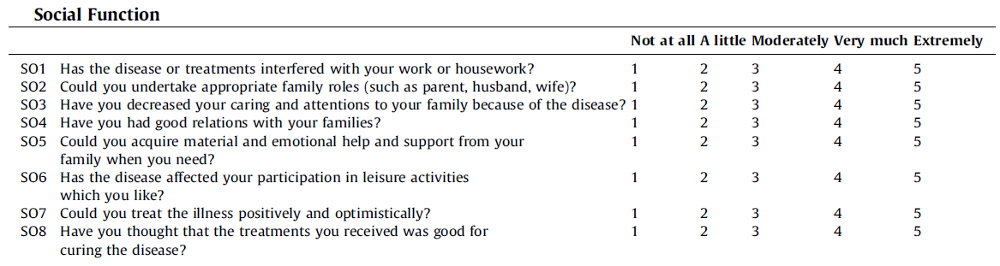 Social Function
Not at all A little Moderately Very much Extremely
SO1 Has the disease or treatments interfered with your work or housework? 1 2 3 4 5
SO2 Could you undertake appropriate family roles (such as parent, husband, wife)? 1 2 3 4 5
SO3 Have you decreased your caring and attentions to your family because of the disease? 1 2 3 4 5
SO4 Have you had good relations with your families? 1 2 3 4 5
SO5 Could you acquire material and emotional help and support from your 1 2 3 4 5
family when you need?
SO6 Has the disease affected your participation in leisure activities 1 2 3 4 5
which you like?
SO7 Could you treat the illness positively and optimistically? 1 2 3 4 5
SO8 Have you thought that the treatments you received was good for 1 2 3 4 5
curing the disease?